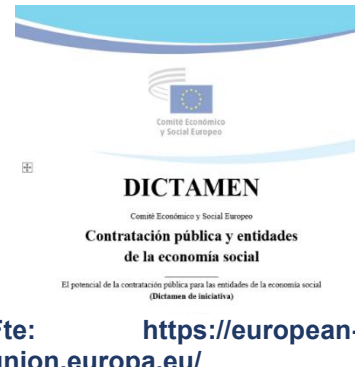 Comité Económico
y Social Europeo
DICTAMEN
Comité Económico y Social Europeo
Contratación pública y entidades
de la economía social
El potencial de la contratación pública para las entidades de la economía social
(Dictamen de iniciativa)
Fte: https://european-
union.europa.eu/